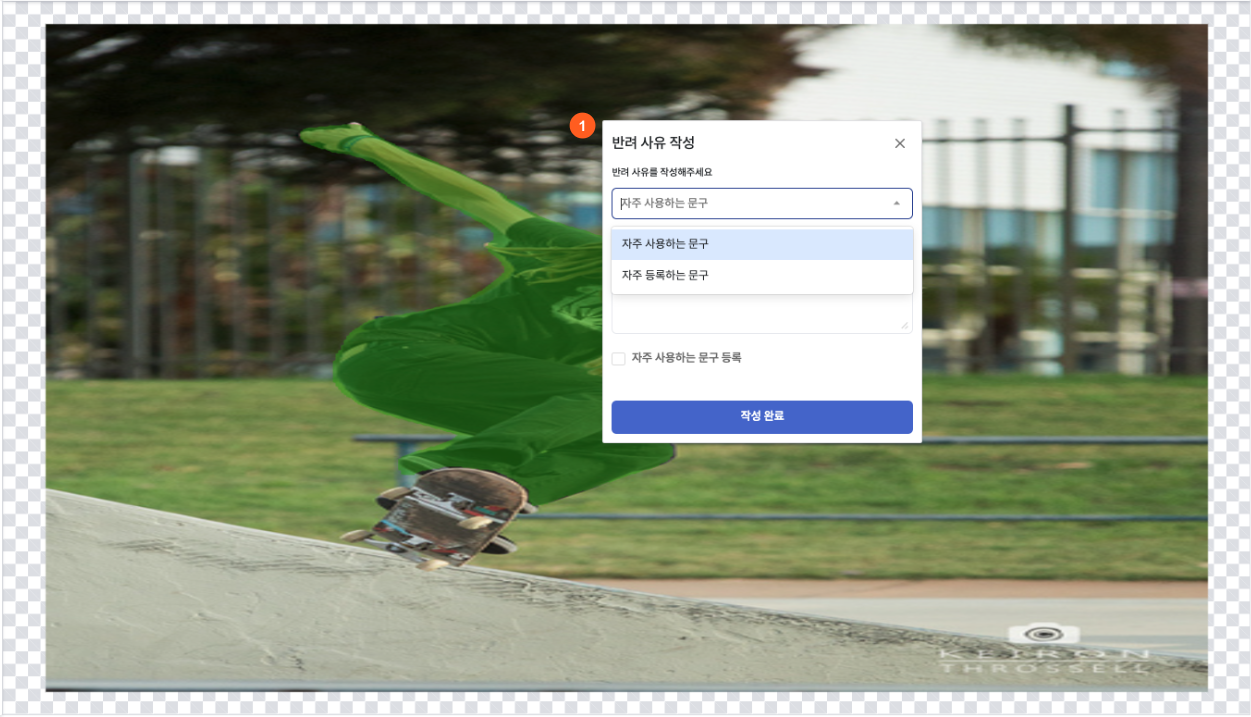 1
반려 사유 작성
반려 사유를 작성해주세요
자주 사용하는 문구
자주 사용하는 문구
자주 등록하는 문구
자주 사용하는 문구 등록
작성 완료
KEIRON
THROSSELL